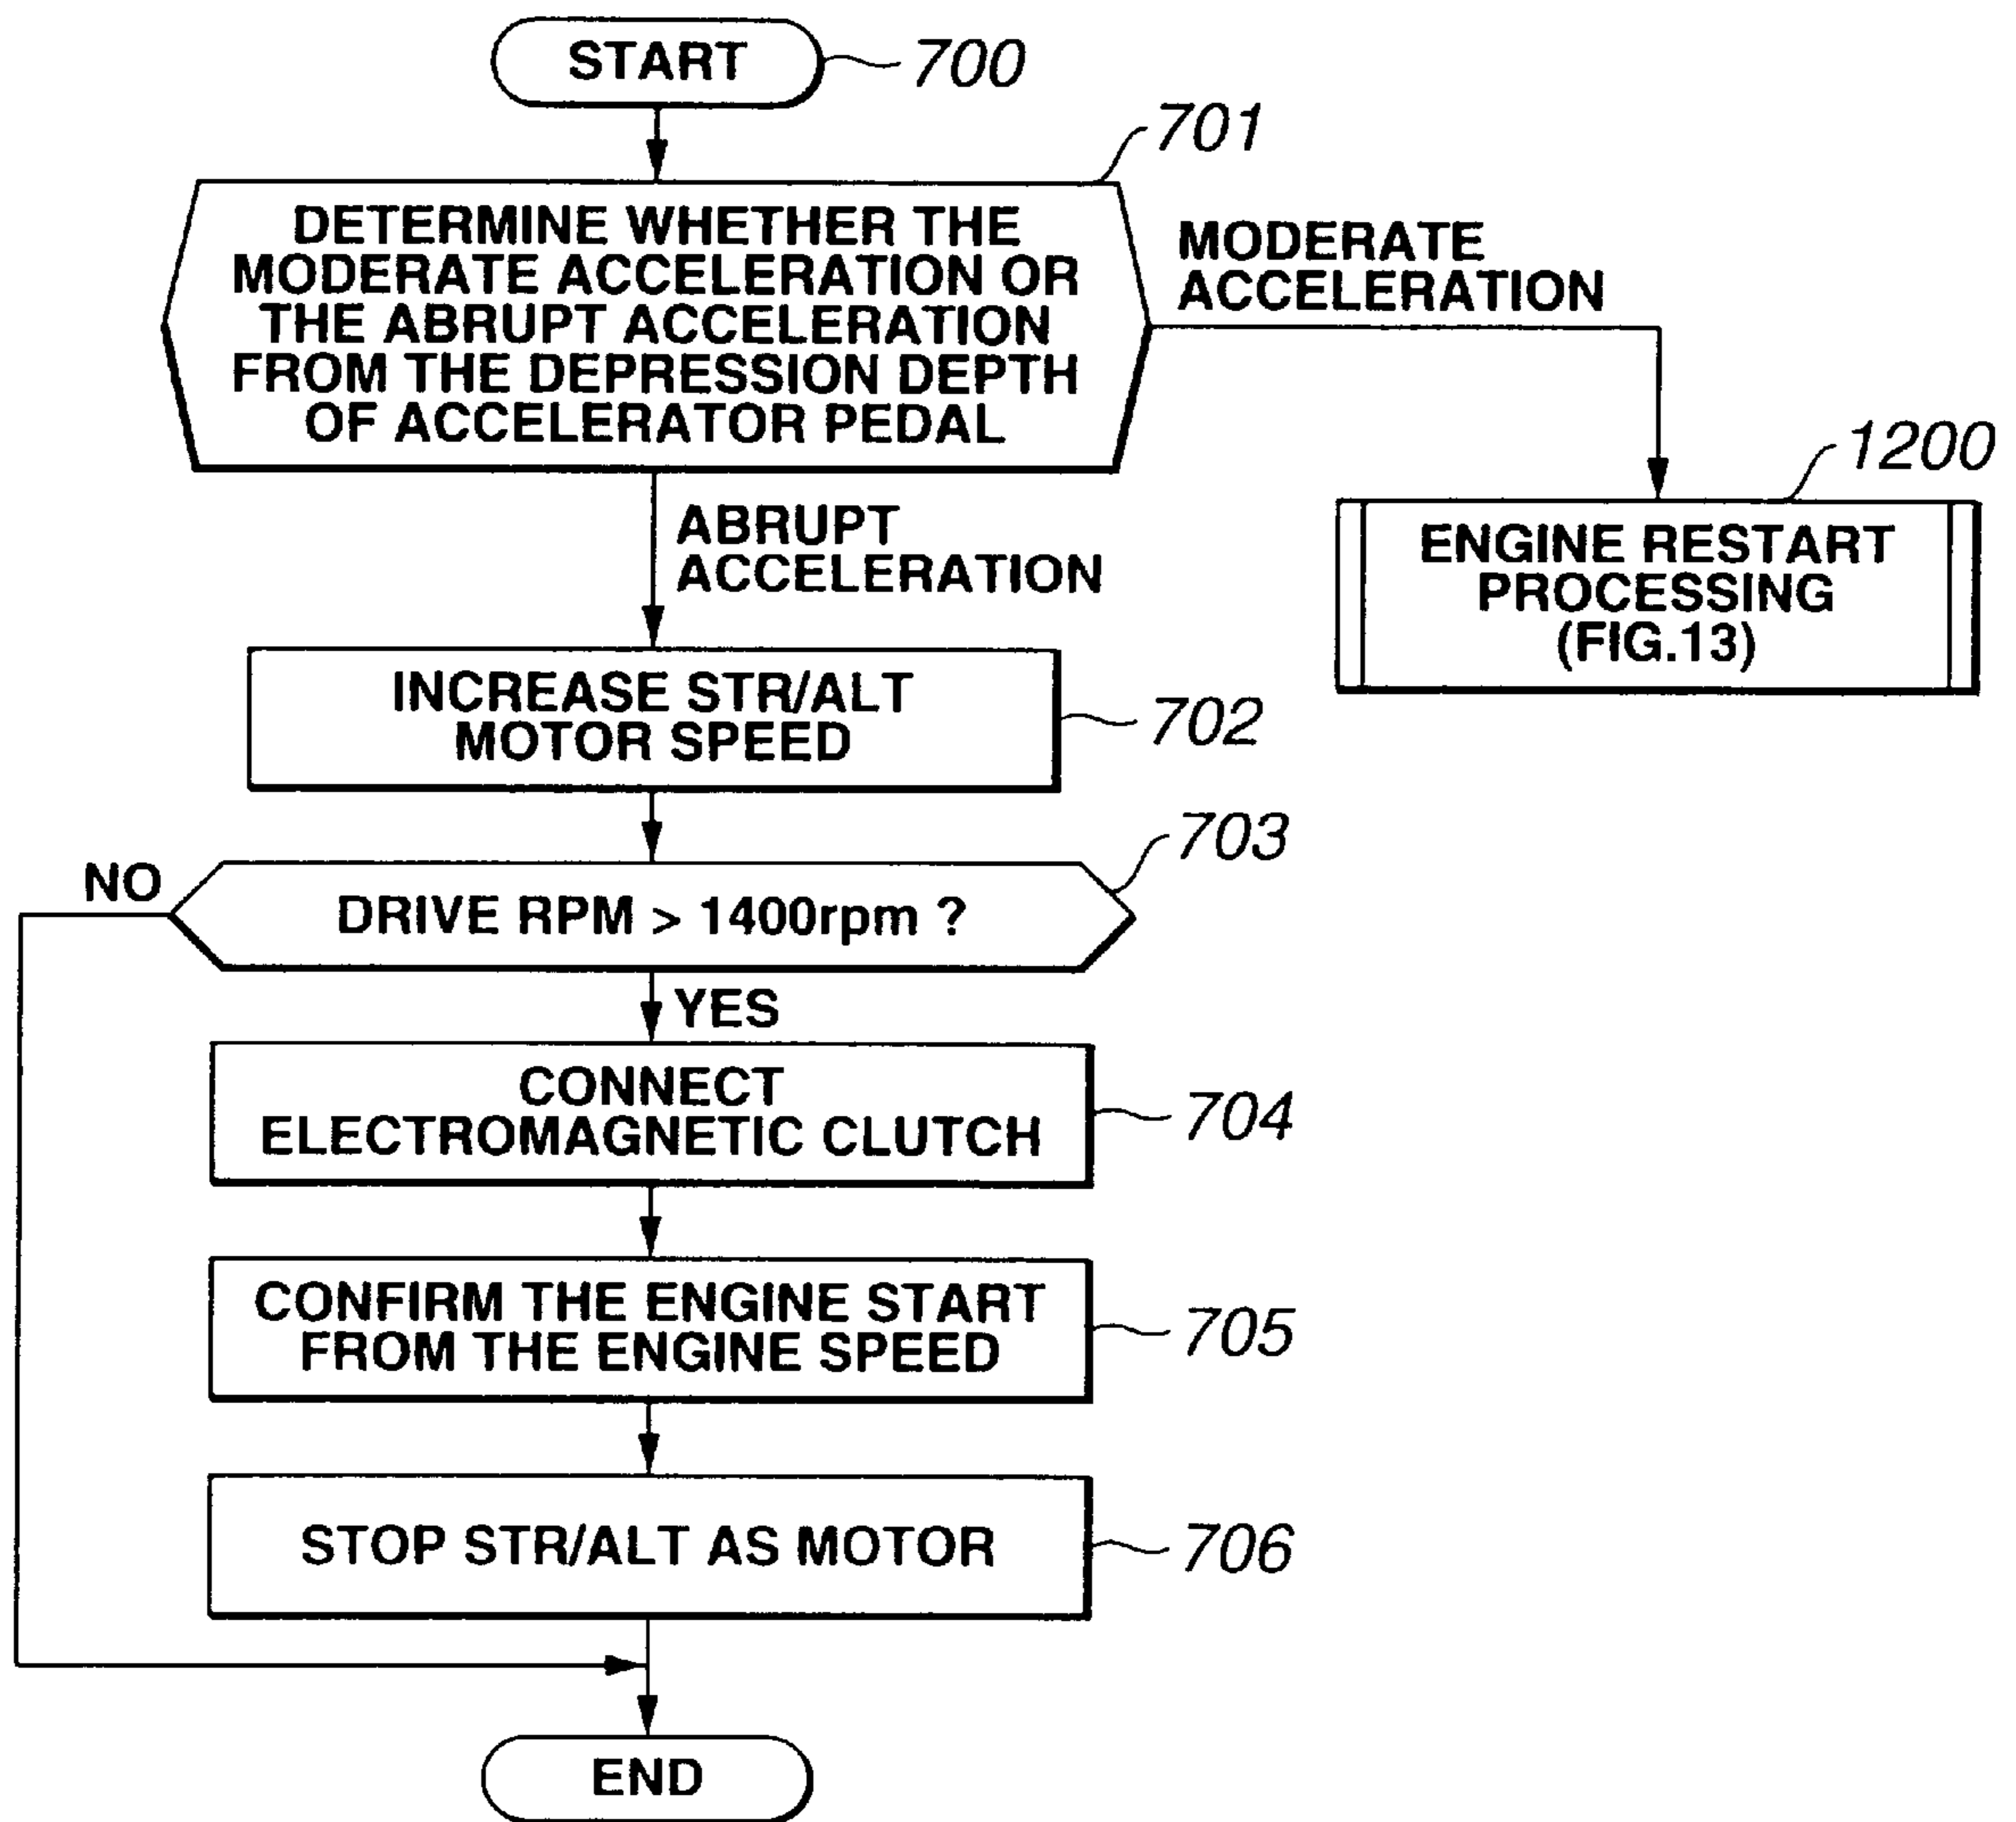 START
700
701
DETERMINE WHETHER THE
MODERATE ACCELERATION OR
THE ABRUPT ACCELERATION
FROM THE DEPRESSION DEPTH
OF ACCELERATOR PEDAL
MODERATE
ACCELERATION
1200
ENGINE RESTART
PROCESSING
(FIG.13)
ABRUPT
ACCELERATION
INCREASE STR/ALT
MOTOR SPEED
702
703
NO
DRIVE RPM > 1400rpm ?
YES
CONNECT
ELECTROMAGNETIC CLUTCH
704
CONFIRM THE ENGINE START
FROM THE ENGINE SPEED
705
STOP STR/ALT AS MOTOR
706
END